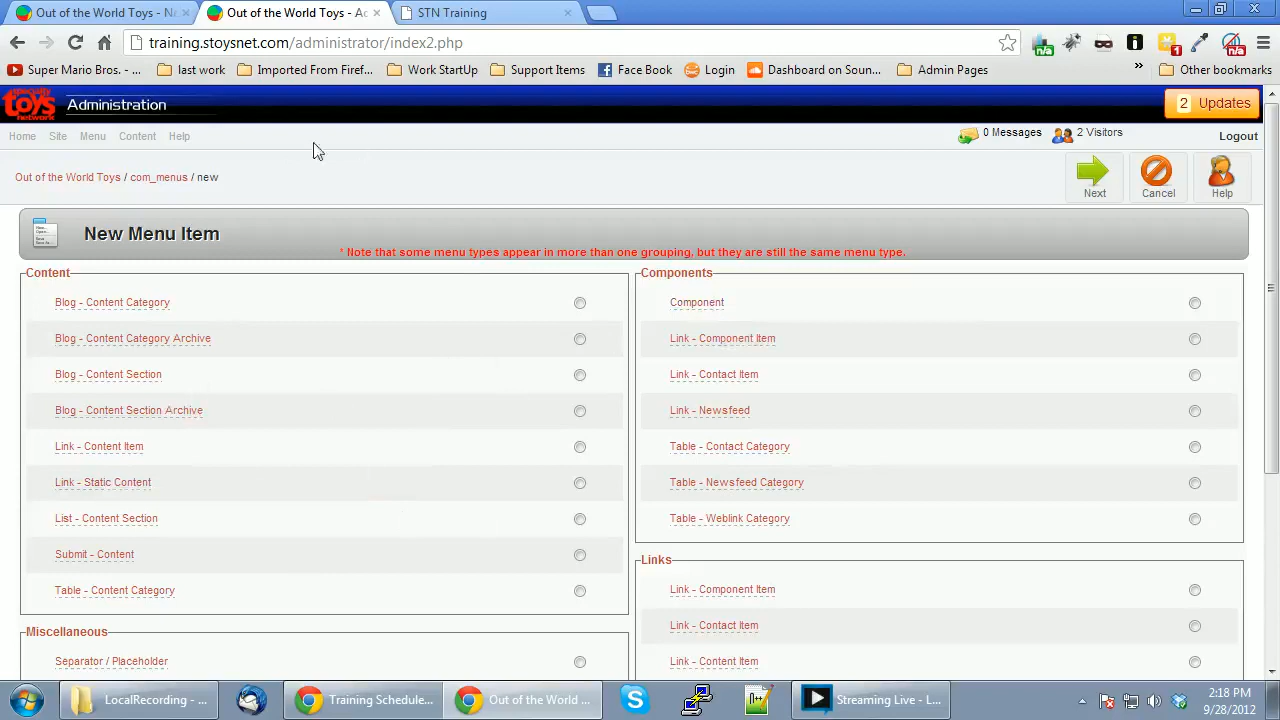 Out of the World Toys - No
Out of the World Toys - Ad
STN Training
training.stoysnet.com/administrator/index2.php
n/a
1
n/a
Super Mario Bros. - ...
last work
Imported From Firef...
Work StartUp
Support Items
Face Book
Login
Dashboard on Soun...
Admin Pages
»
Other bookmarks
specialty
toys
network
Administration
2 Updates
Home
Site
Menu
Content
Help
0 Messages
2 Visitors
Logout
Out of the World Toys / com_menus / new
Next
Cancel
Help
New Menu Item
* Note that some menu types appear in more than one grouping, but they are still the same menu type.
Content
Blog - Content Category
Blog - Content Category Archive
Blog - Content Section
Blog - Content Section Archive
Link - Content Item
Link - Static Content
List - Content Section
Submit - Content
Table - Content Category
Miscellaneous
Separator / Placeholder
Components
Component
Link - Component Item
Link - Contact Item
Link - Newsfeed
Table - Contact Category
Table - Newsfeed Category
Table - Weblink Category
Links
Link - Component Item
Link - Contact Item
Link - Content Item
LocalRecording - ...
Training Schedule...
Out of the World ...
Streaming Live - L...
2:18 PM
9/28/2012